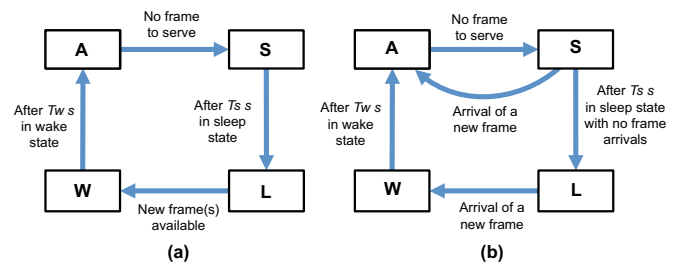 No frame
to serve
A
S
After Tw s
in wake
state
After Ts s
in sleep
state
W
L
New frame(s)
available
(a)
No frame
to serve
A
S
Arrival of a
new frame
After Tw s
in wake
state
After Ts s
in sleep state
with no frame
arrivals
W
L
Arrival of a
new frame
(b)